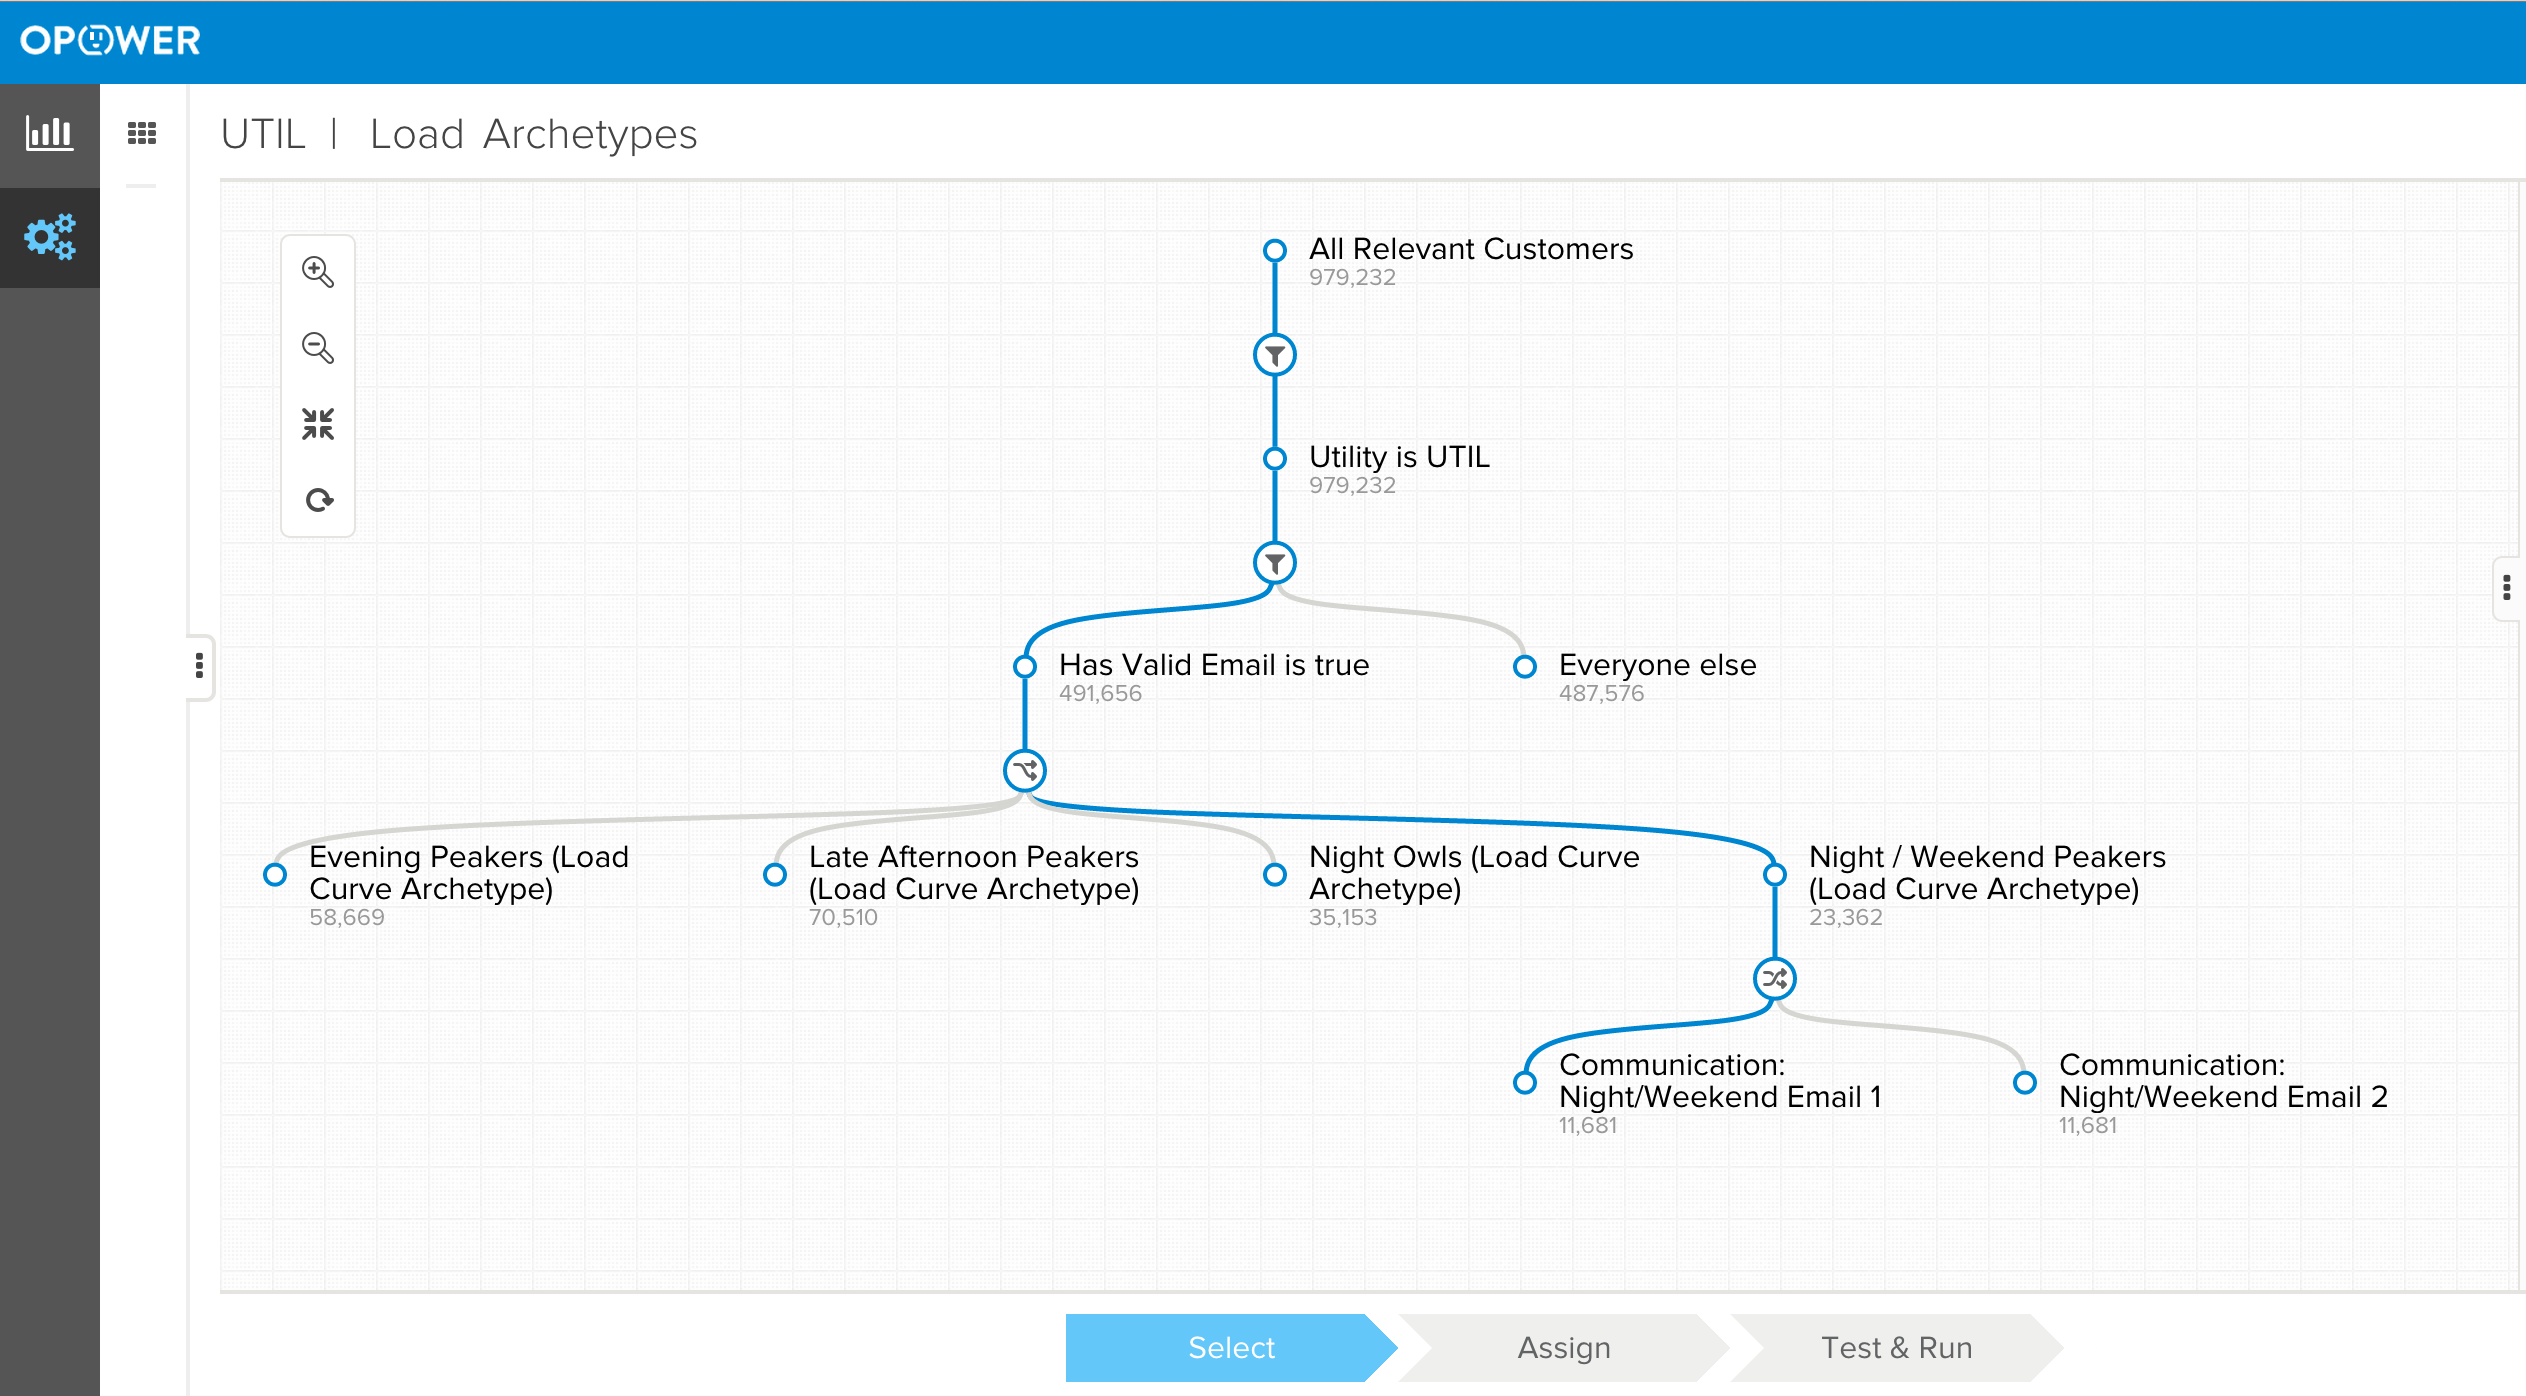 OPOWER
UTIL | Load Archetypes
All Relevant Customers
979,232
Utility is UTIL
979,232
Has Valid Email is true
491,656
Everyone else
487,576
Evening Peakers (Load
Curve Archetype)
58,669
Late Afternoon Peakers
(Load Curve Archetype)
70,510
Night Owls (Load Curve
Archetype)
35,153
Night / Weekend Peakers
(Load Curve Archetype)
23,362
Communication:
Night/Weekend Email 1
11,681
Communication:
Night/Weekend Email 2
11,681
Select
Assign
Test & Run